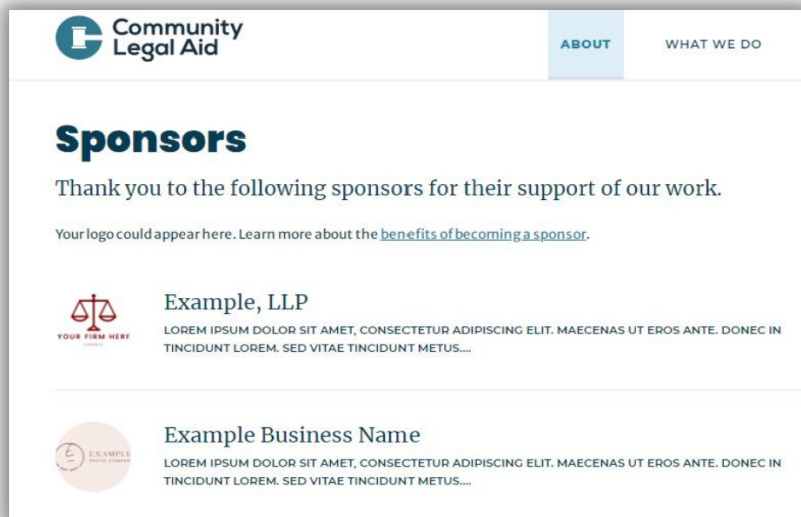 Community
Legal Aid
ABOUT
WHAT WE DO
Sponsors
Thank you to the following sponsors for their support of our work.
Your logo could appear here. Learn more about the benefits of becoming a sponsor.
YOUR FIRM HERE
Example, LLP
LOREM IPSUM DOLOR SIT AMET, CONSECTETUR ADIPISCING ELIT. MAECENAS UT EROS ANTE. DONEC IN
TINCIDUNT LOREM. SED VITAE TINCIDUNT METUS....
E
EXAMPLE
Example Business Name
LOREM IPSUM DOLOR SIT AMET, CONSECTETUR ADIPISCING ELIT. MAECENAS UT EROS ANTE. DONEC IN
TINCIDUNT LOREM. SED VITAE TINCIDUNT METUS....